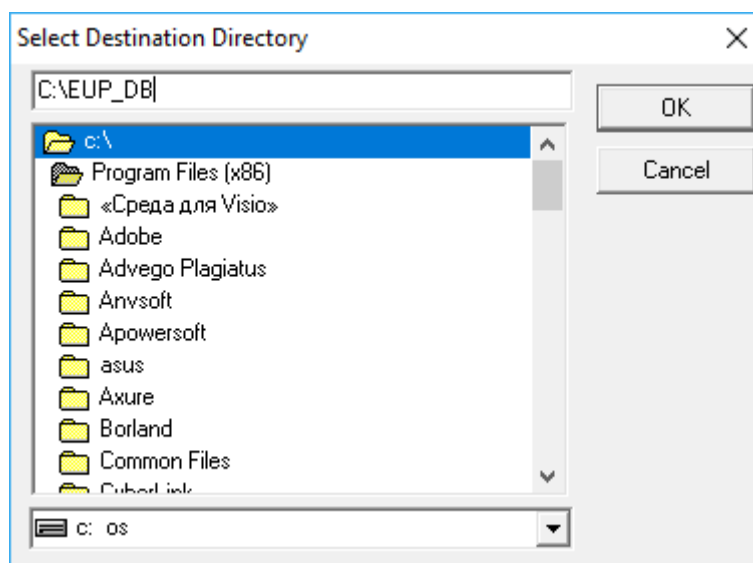 Select Destination Directory
C:\EUP_DB
OK
Cancel
c:\
Program Files (x86)
«Среда для Visio»
Adobe
Advego Plagiatus
Anvsoft
Apowersoft
asus
Axure
Borland
Common Files
CyberLink
c: os